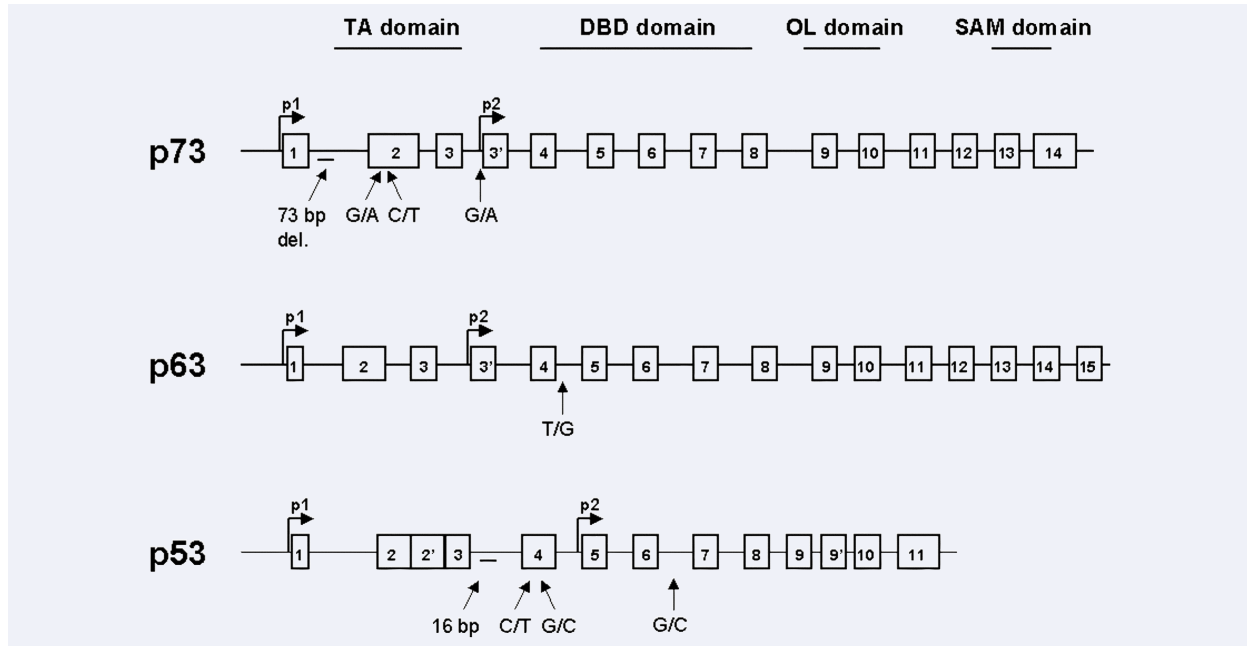 TA domain DBD domain OL domain SAM domain
p1 p2
p73 1 2 3 3' 4 5 6 7 8 9 10 11 12 13 14
73 bp G/A C/T G/A
del.
p1 p2
p63 1 2 3 3' 4 5 6 7 8 9 10 11 12 13 14 15
T/G
p1 p2
p53 1 2 2' 3 4 5 6 7 8 9 9' 10 11
16 bp C/T G/C G/C